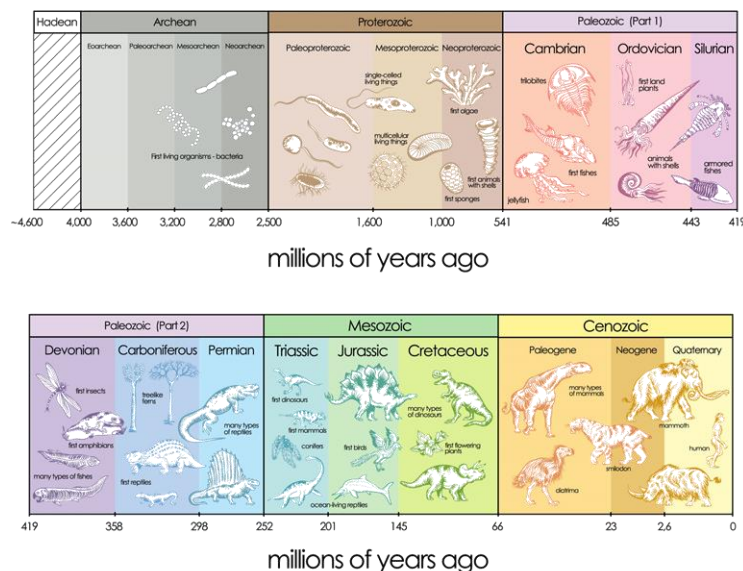 Hadean
Archean
Proterozoic
Paleozoic (Part 1)
Eoarchean
Paleoarchean
Mesoarchean
Neoarchean
Paleoproterozoic
Mesoproterozoic
Neoproterozoic
Cambrian
Ordovician
Silurian
First living organisms - bacteria
single-celled
living things
multicellular
living things
first algae
first animals
with shells
first sponges
trilobites
first fishes
jellyfish
first land
plants
animals
with shells
armored
fishes
~4,600
4,000
3,600
3,200
2,800
2,500
1,600
1,000
541
485
443
419
millions of years ago
Paleozoic (Part 2)
Mesozoic
Cenozoic
Devonian
Carboniferous
Permian
Triassic
Jurassic
Cretaceous
Paleogene
Neogene
Quaternary
first insects
first amphibians
many types of fishes
treelike
ferns
first reptiles
many types
of reptiles
first dinosaurs
first mammals
conifers
first birds
ocean-living reptiles
many types
of dinosaurs
first flowering
plants
many types
of mammals
diatrima
smilodon
mammoth
human
419
358
298
252
201
145
66
23
2,6
0
millions of years ago